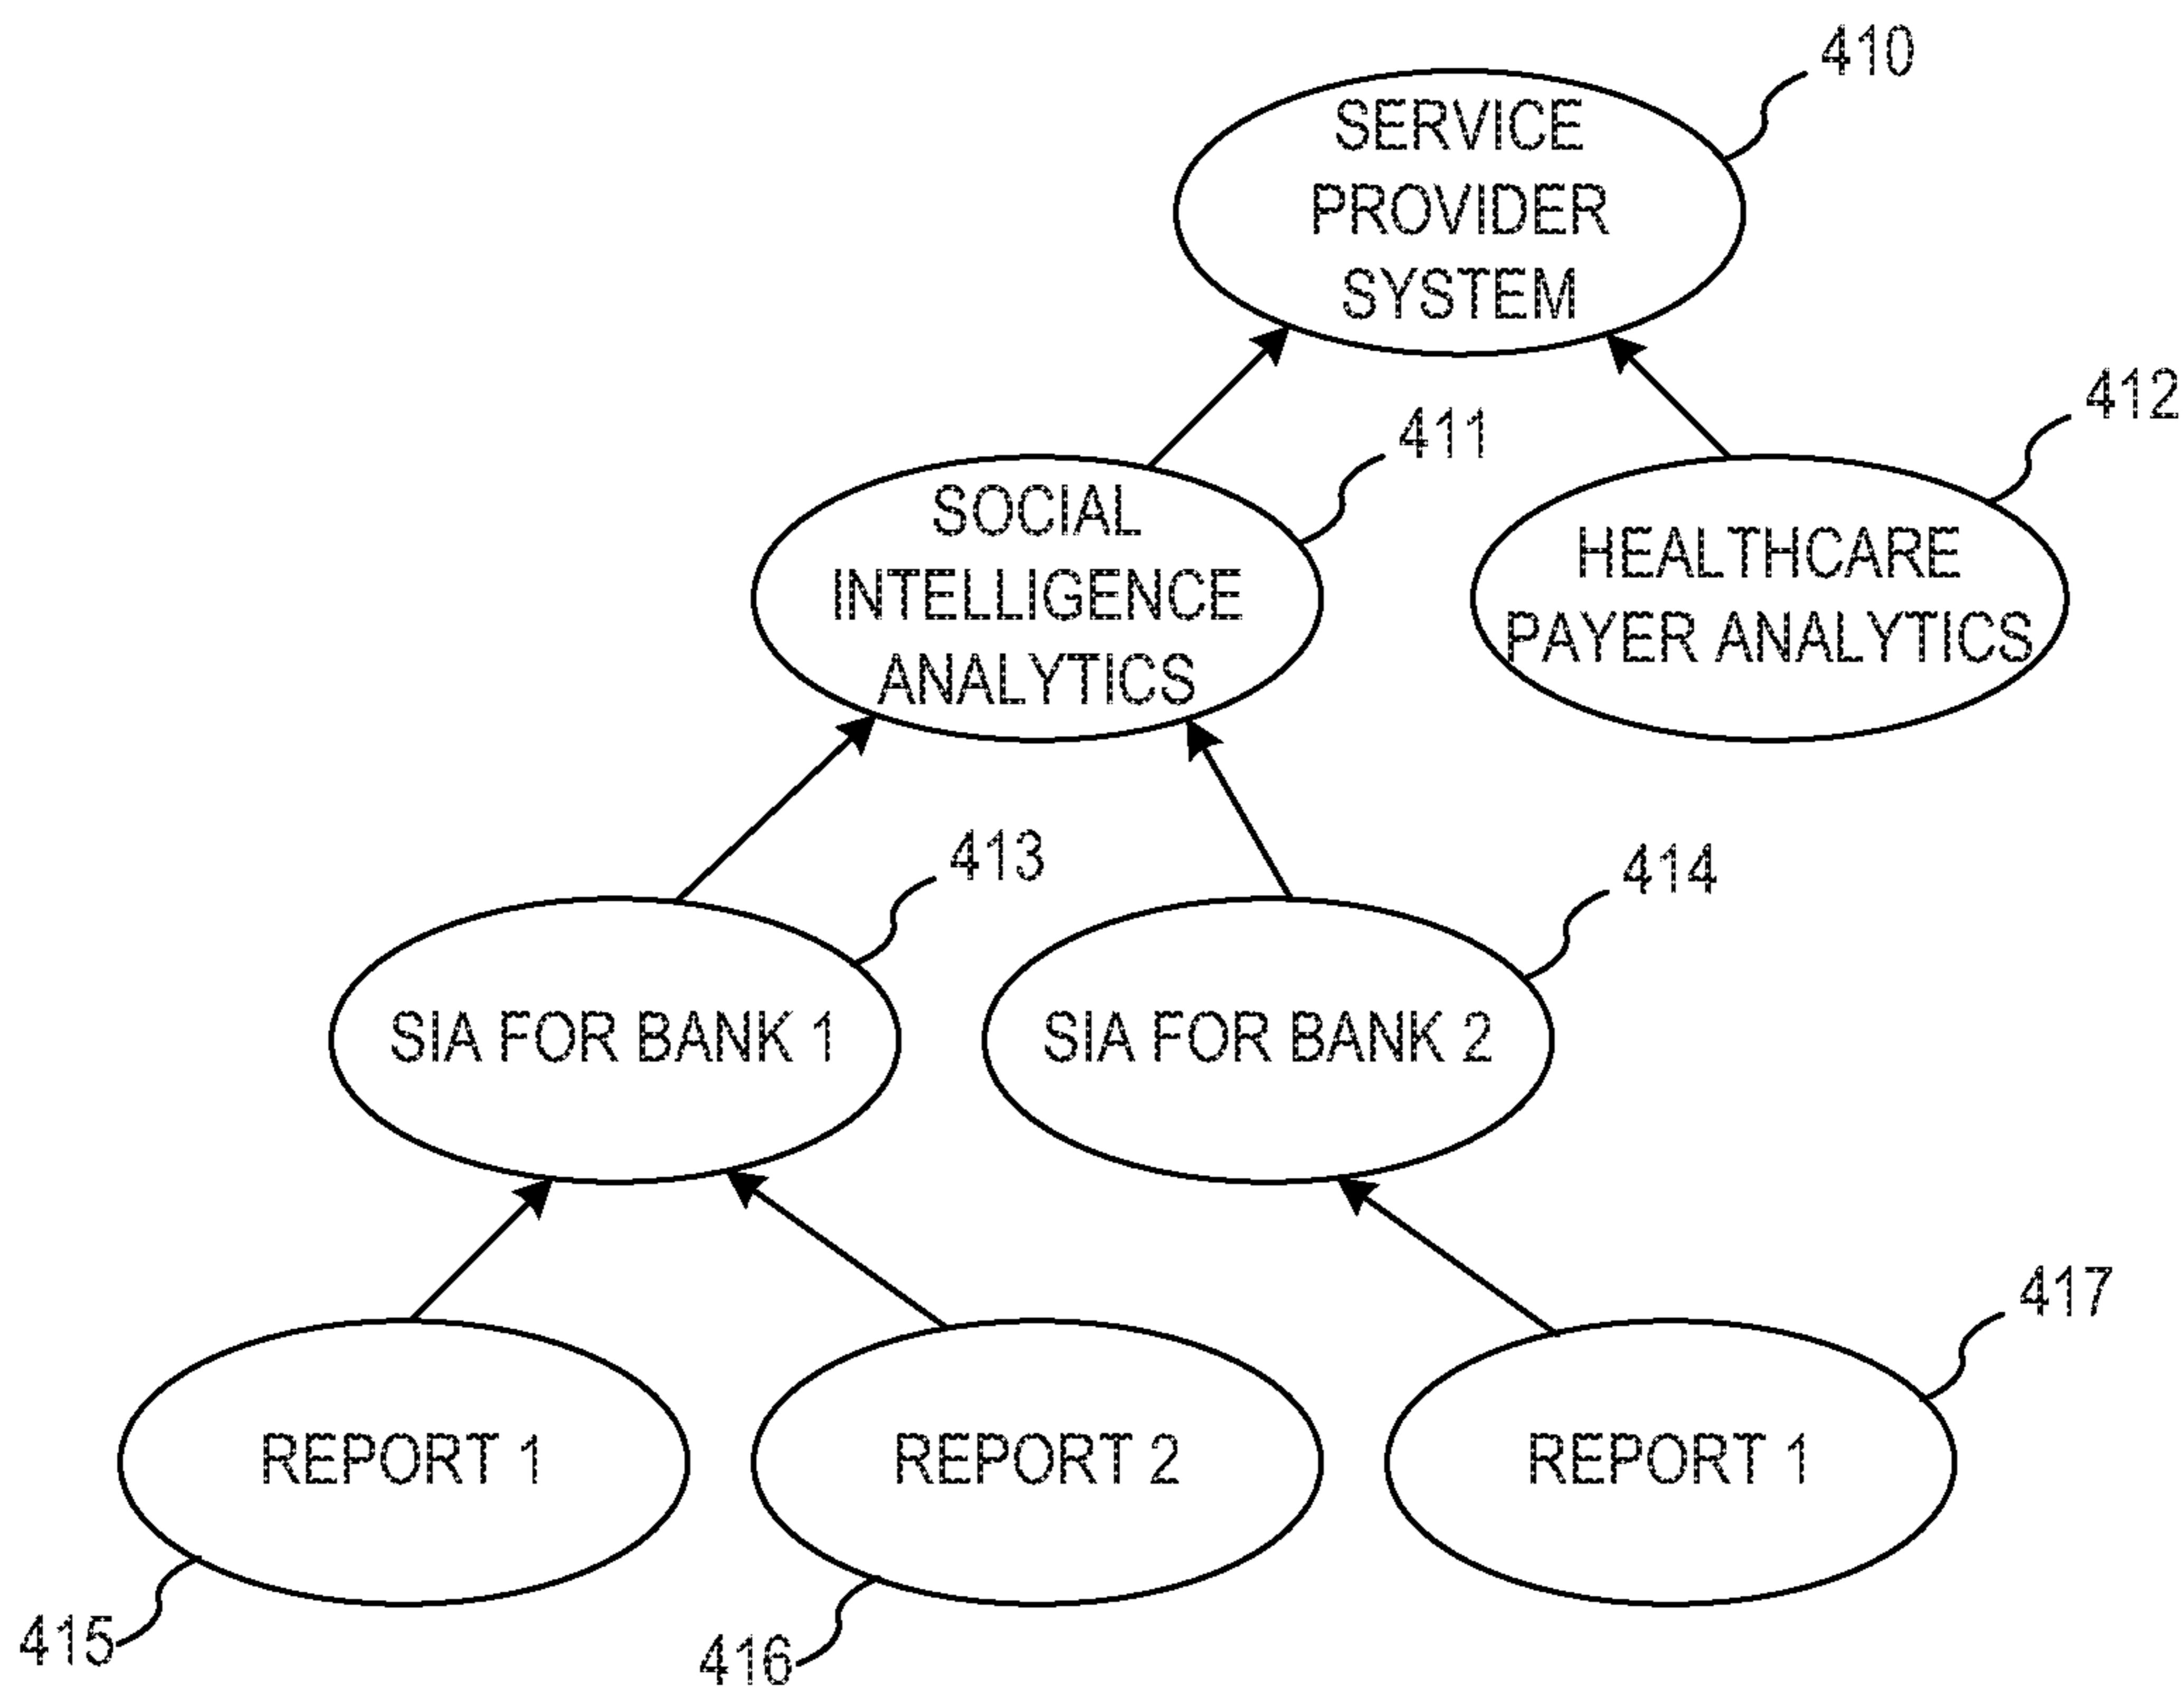 410
SERVICE
PROVIDER
SYSTEM
412
411
SOCIAL
INTELLIGENCE
ANALYTICS
HEALTHCARE
PAYER ANALYTICS
413
414
SIA FOR BANK 1
SIA FOR BANK 2
417
REPORT 1
REPORT 2
REPORT 1
415
416